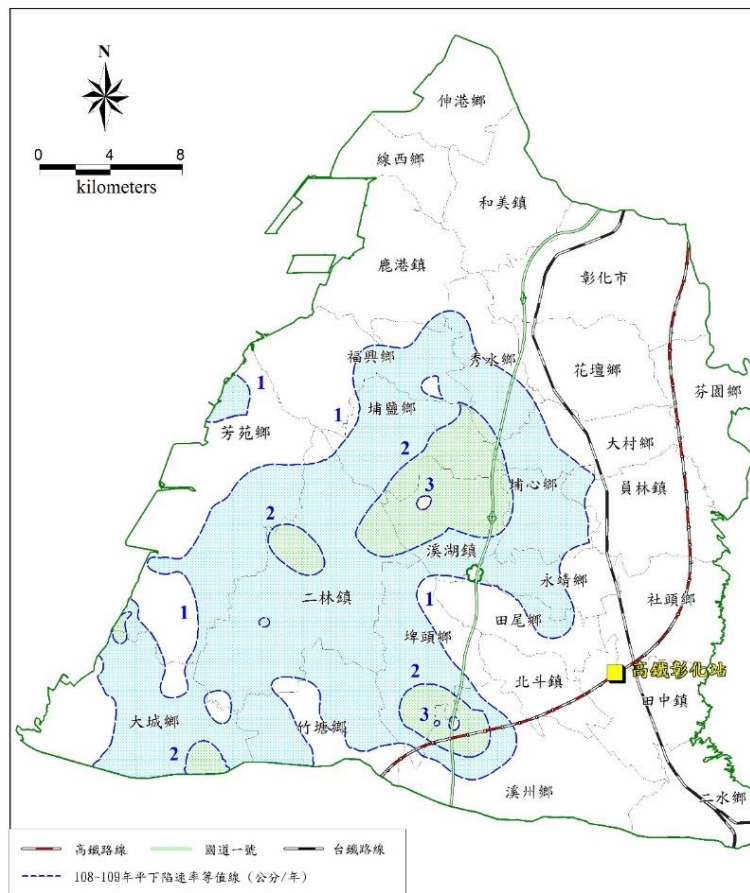 N
0 4 8
kilometers
伸港鄉
線西鄉
和美鎮
鹿港鎮
彰化市
福興鄉
秀水鄉
花壇鄉
芬園鄉
1
1
埔鹽鄉
芳苑鄉
大村鄉
2
3
埔心鄉
員林鎮
2
溪湖鎮
永靖鄉
二林鎮
1
1
田尾鄉
社頭鄉
埤頭鄉
2
北斗鎮
高鐵彰化站
田中鎮
3
大城鄉
竹塘鄉
2
溪州鄉
二水鄉
高鐵路線 國道一號 台鐵路線
108-109年平下陷速率等值線（公分/年）